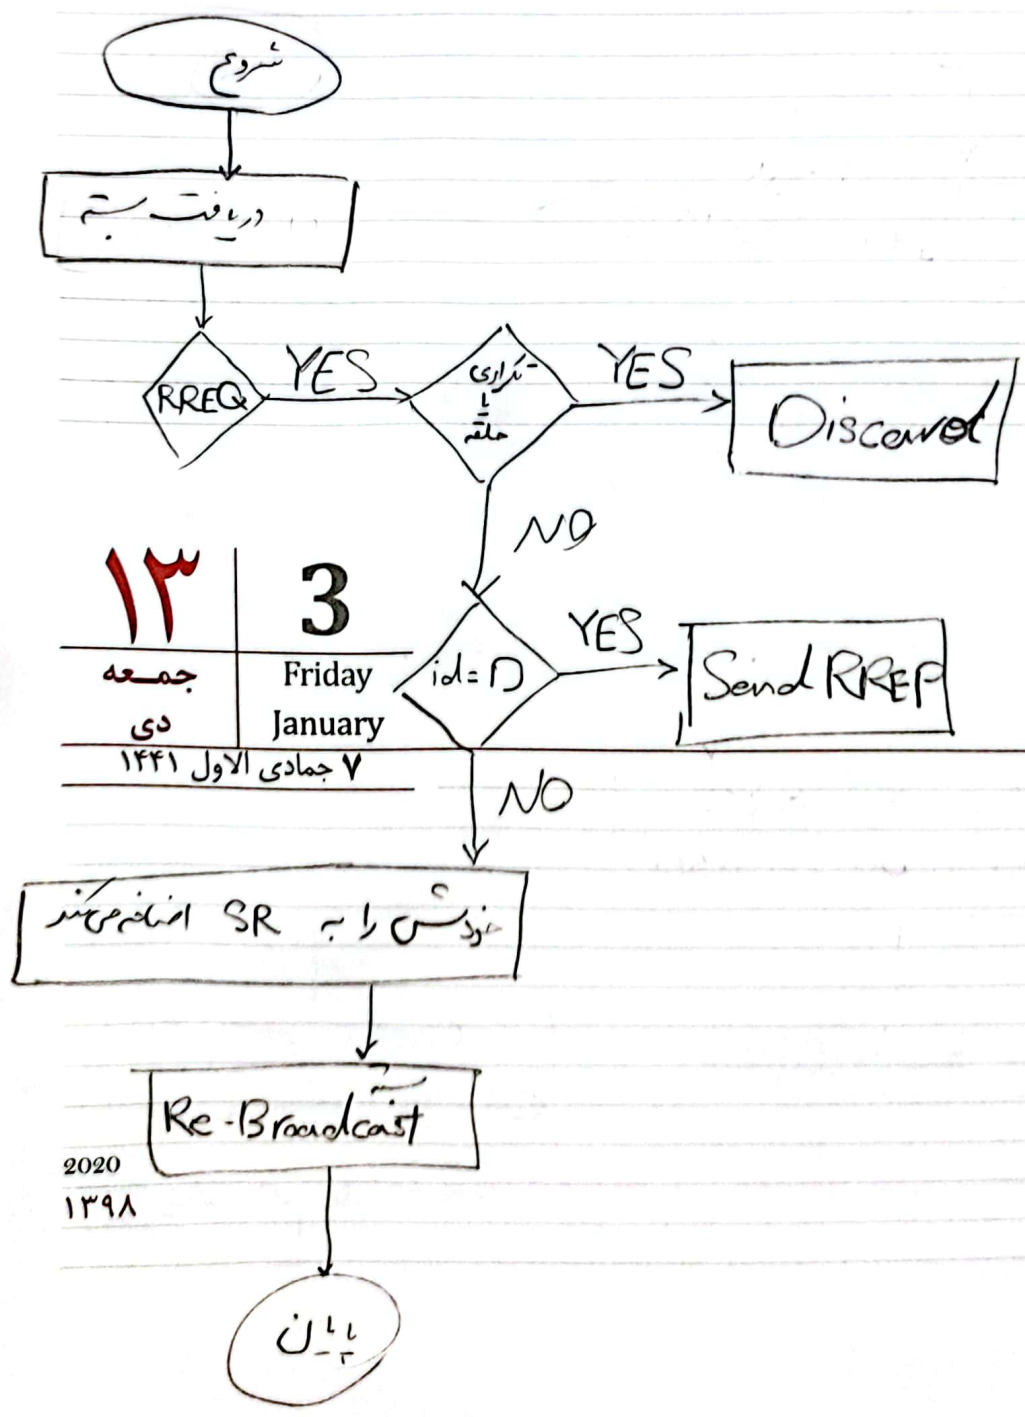 شروع
دریافت بسته
RREQ
YES
تکراری
یا
حلقه
YES
Discard
NO
۱۳
3
جمعه
Friday
دی
January
۷ جمادی الاول ۱۴۴۱
id=D
YES
Send RREP
NO
خودش را به SR اضافه می‌کند
بسته
Re-Broadcast
2020
۱۳۹۸
پایان